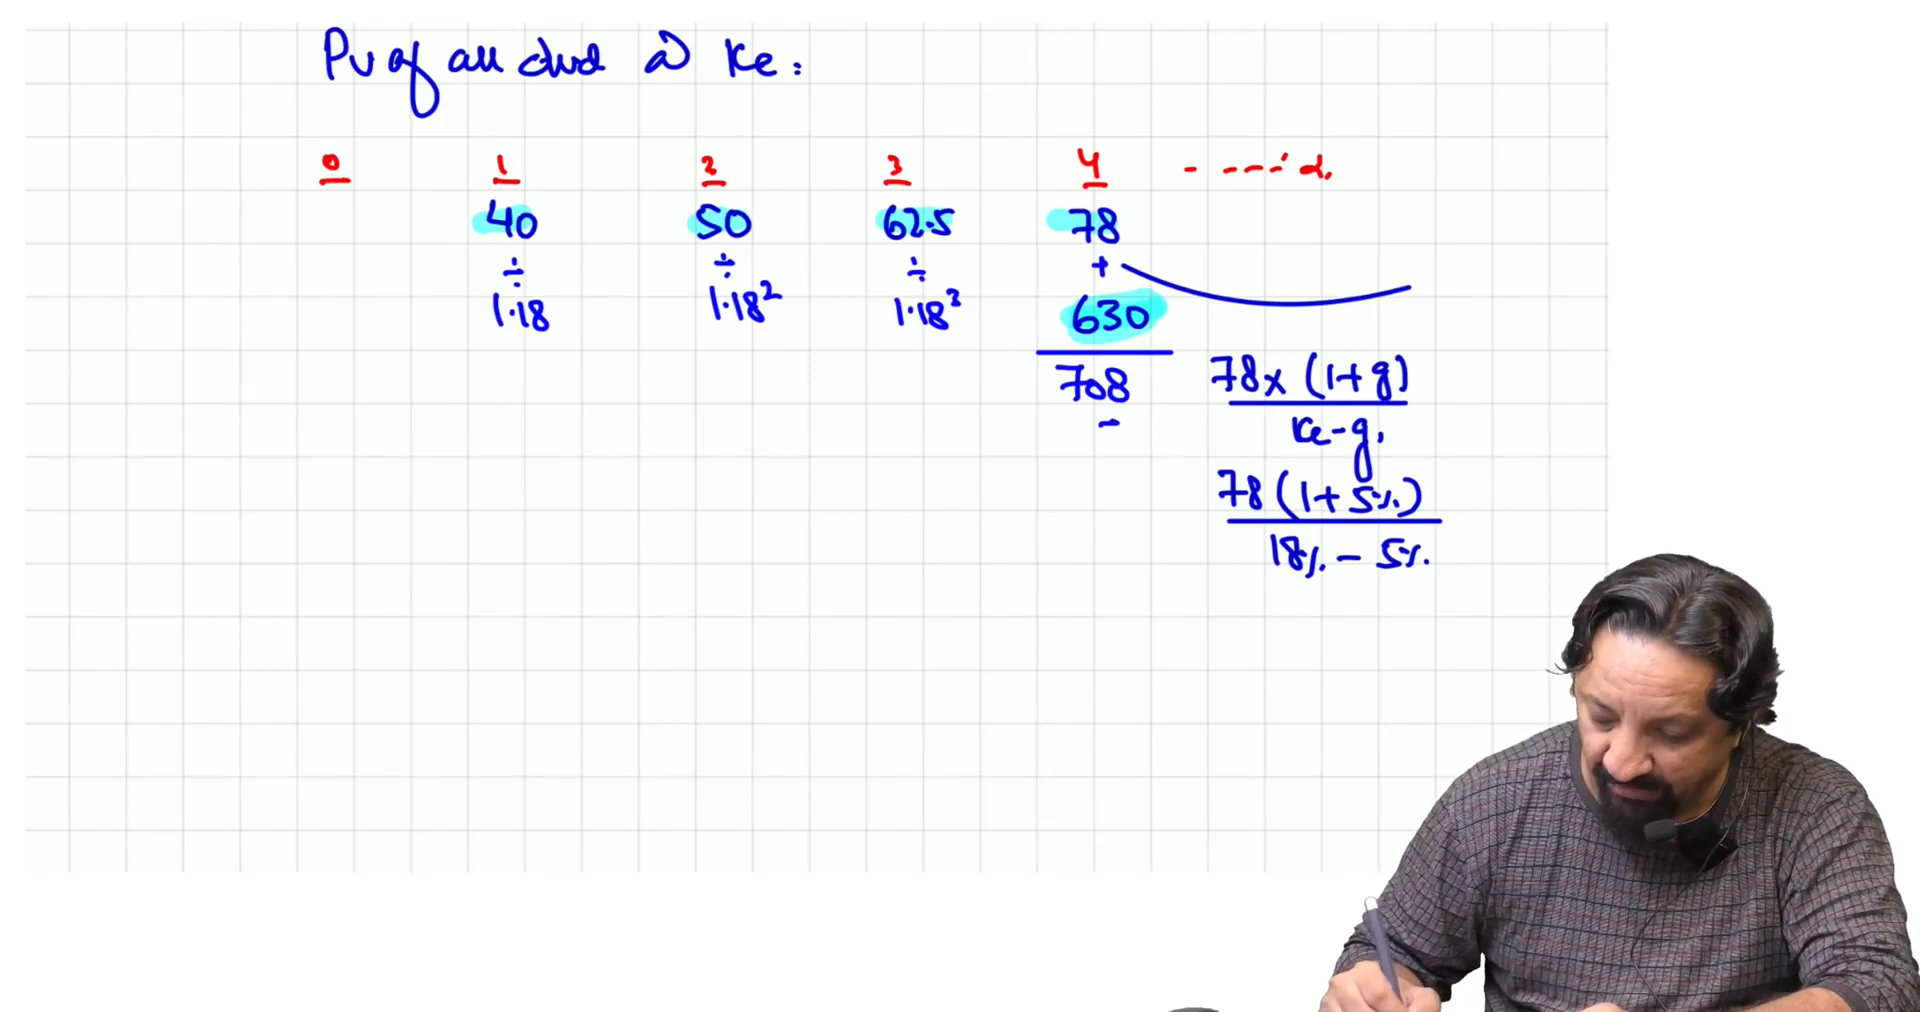 PV of all divd @ Ke:
0 1 2 3 4 - - - - - ∝.
40 50 62.5 78
÷ ÷ ÷ +
1.18 1.18² 1.18³ 630
708
78x (1+g)
Ke-g.
78 (1+5%)
18% - 5%.